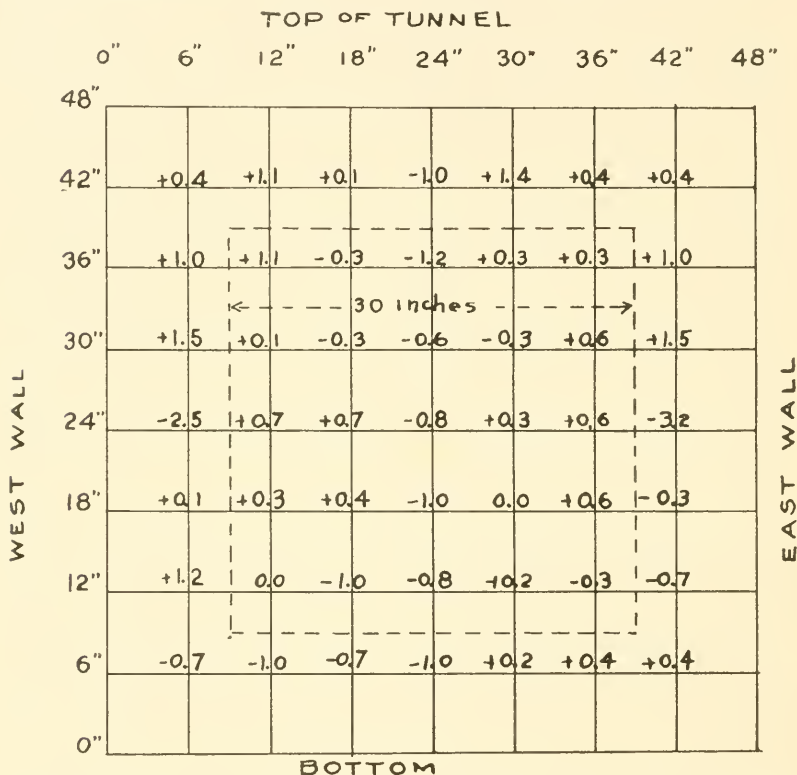 TOP OF TUNNEL
0" 6" 12" 18" 24" 30" 36" 42" 48"
48"
42" +0.4 +1.1 +0.1 -1.0 +1.4 +0.4 +0.4
36" +1.0 +1.1 -0.3 -1.2 +0.3 +0.3 +1.0
30 inches
30" +1.5 +0.1 -0.3 -0.6 -0.3 +0.6 +1.5
24" -2.5 +0.7 +0.7 -0.8 +0.3 +0.6 -3.2
18" +0.1 +0.3 +0.4 -1.0 0.0 +0.6 -0.3
12" +1.2 0.0 -1.0 -0.8 +0.2 -0.3 -0.7
6" -0.7 -1.0 -0.7 -1.0 +0.2 +0.4 +0.4
0"
BOTTOM
WEST WALL
EAST WALL